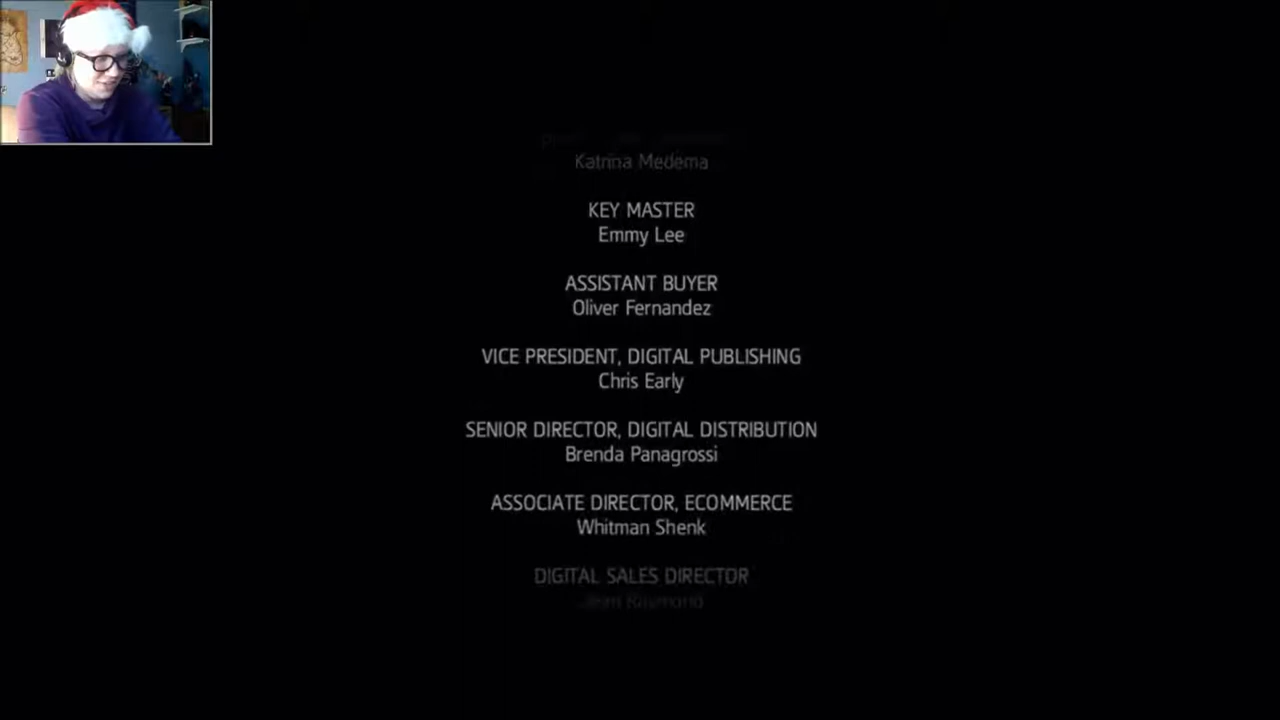 Katrina Medema
KEY MASTER
Emmy Lee
ASSISTANT BUYER
Oliver Fernandez
VICE PRESIDENT, DIGITAL PUBLISHING
Chris Early
SENIOR DIRECTOR, DIGITAL DISTRIBUTION
Brenda Panagrossi
ASSOCIATE DIRECTOR, ECOMMERCE
Whitman Shenk
DIGITAL SALES DIRECTOR
Raymond